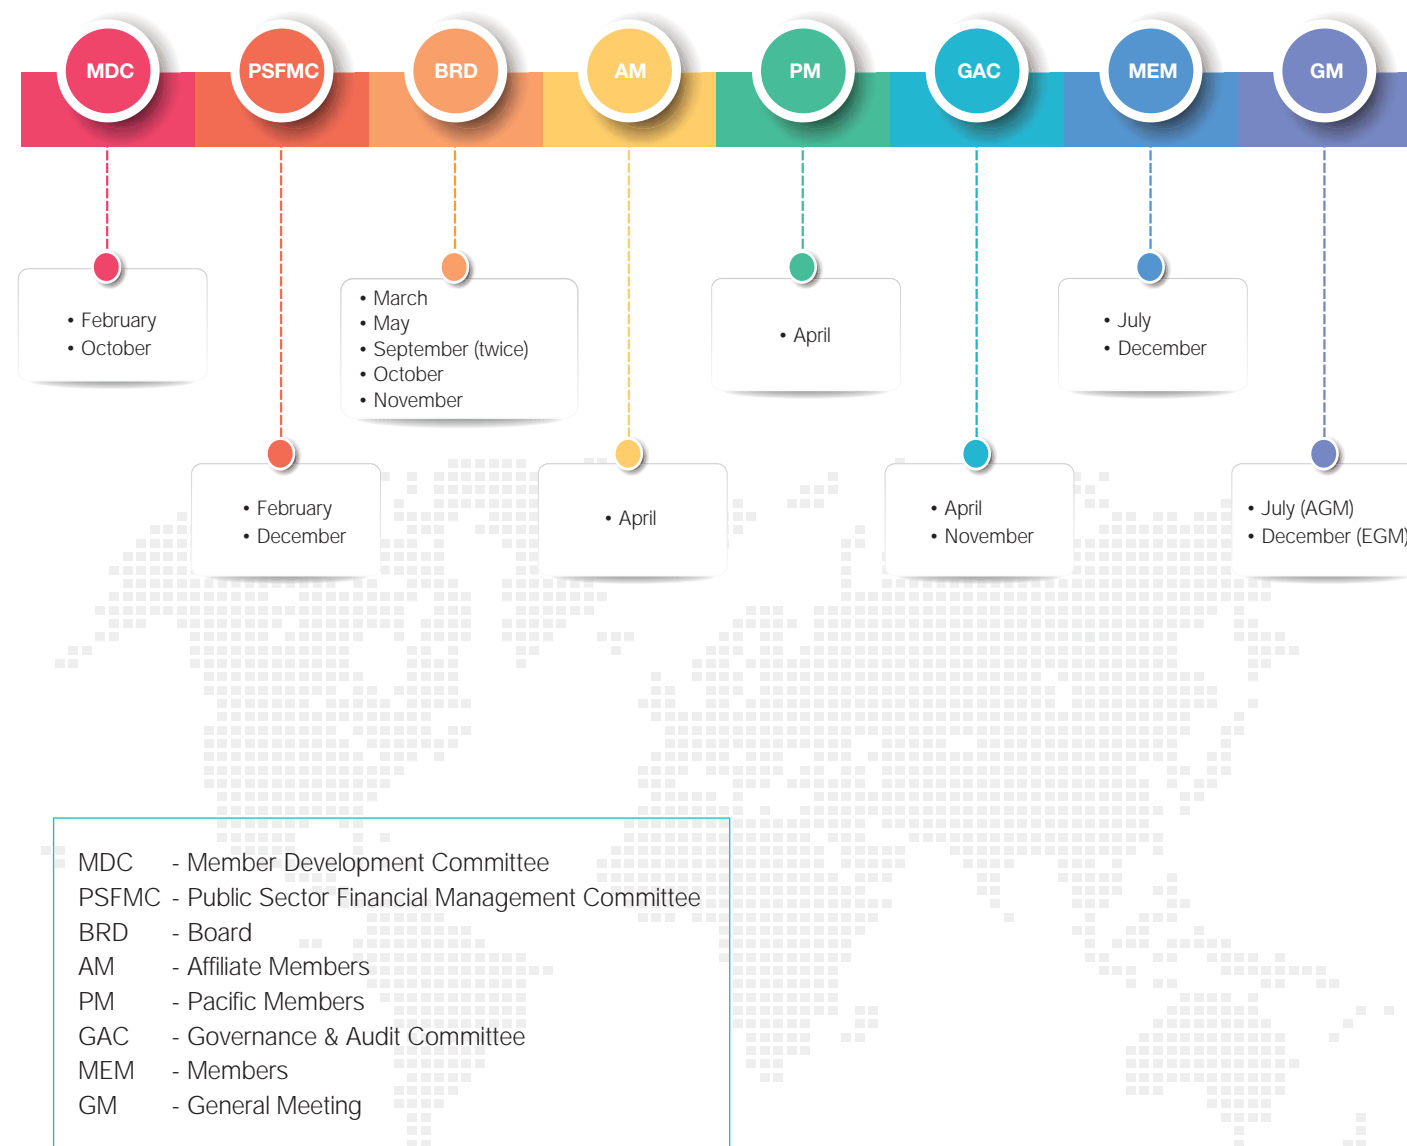 MDC
PSFMC
BRD
AM
PM
GAC
MEM
GM
• February
• October
• March
• May
• September (twice)
• October
• November
• April
• July
• December
• February
• December
• April
• April
• November
• July (AGM)
• December (EGM)
MDC - Member Development Committee
PSFMC - Public Sector Financial Management Committee
BRD - Board
AM - Affiliate Members
PM - Pacific Members
GAC - Governance & Audit Committee
MEM - Members
GM - General Meeting